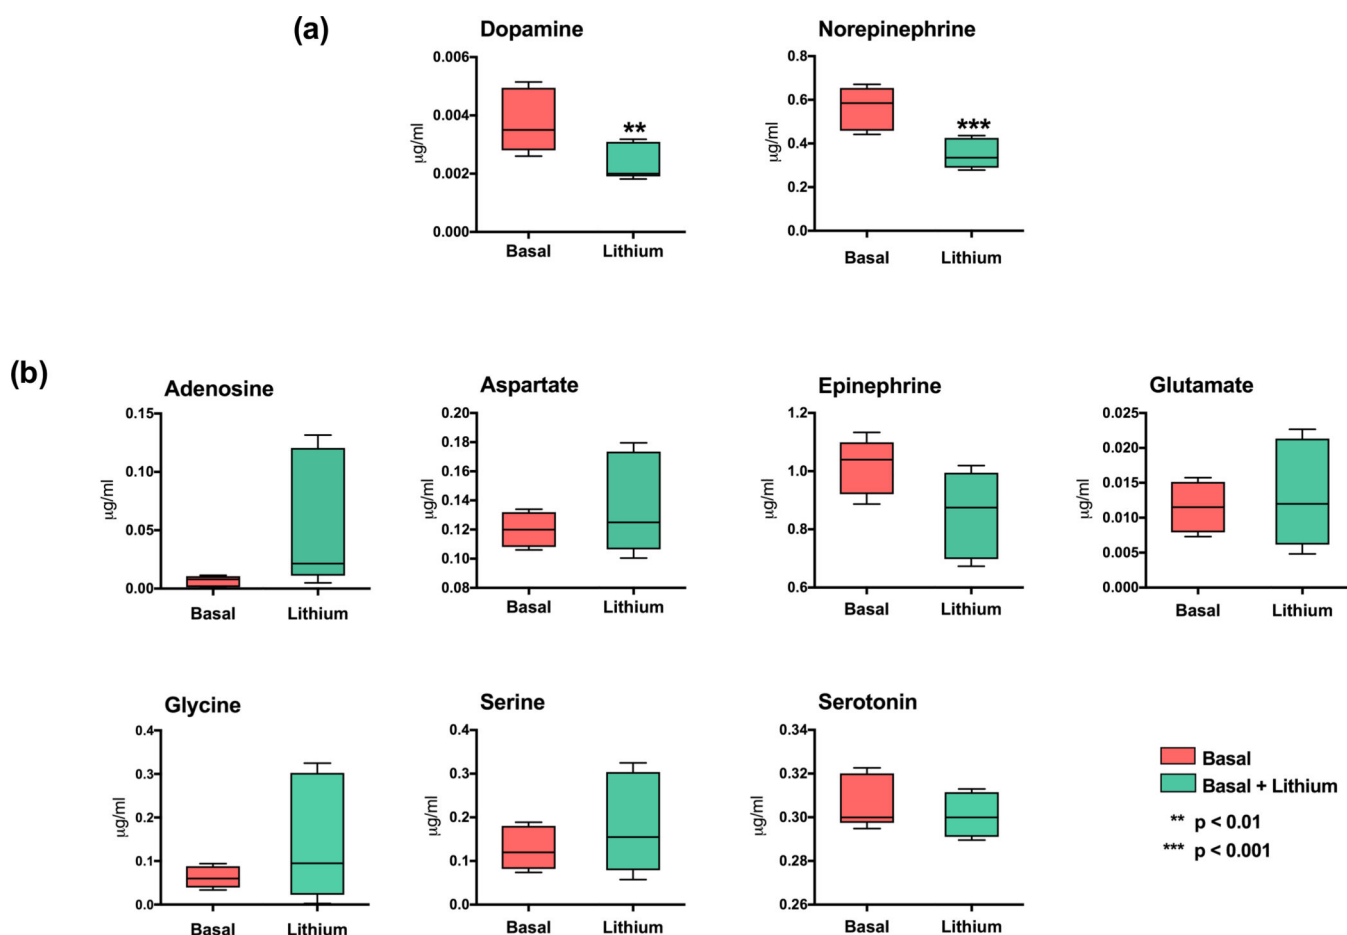 (a)
Dopamine
Norepinephrine
0.006
0.004
0.002
0.000
µg/ml
**
Basal
Lithium
0.8
0.6
0.4
0.2
0.0
µg/ml
***
Basal
Lithium
(b)
Adenosine
0.15
0.10
0.05
0.00
µg/ml
Basal
Lithium
Aspartate
0.20
0.18
0.16
0.14
0.12
0.10
0.08
µg/ml
Basal
Lithium
Epinephrine
1.2
1.0
0.8
0.6
µg/ml
Basal
Lithium
Glutamate
0.025
0.020
0.015
0.010
0.005
0.000
µg/ml
Basal
Lithium
Glycine
0.4
0.3
0.2
0.1
0.0
µg/ml
Basal
Lithium
Serine
0.4
0.3
0.2
0.1
0.0
µg/ml
Basal
Lithium
Serotonin
0.34
0.32
0.30
0.28
0.26
µg/ml
Basal
Lithium
Basal
Basal + Lithium
** p < 0.01
*** p < 0.001